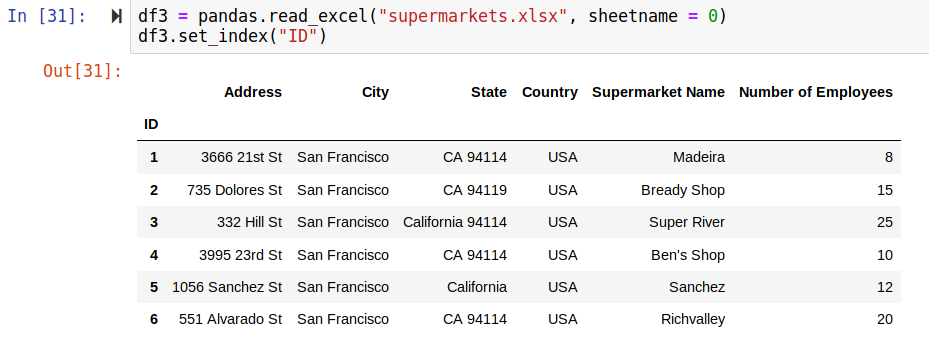 In [31]: df3 = pandas.read_excel("supermarkets.xlsx", sheetname = 0)
df3.set_index("ID")
Out[31]:
Address City State Country Supermarket Name Number of Employees
ID
1 3666 21st St San Francisco CA 94114 USA Madeira 8
2 735 Dolores St San Francisco CA 94119 USA Bready Shop 15
3 332 Hill St San Francisco California 94114 USA Super River 25
4 3995 23rd St San Francisco CA 94114 USA Ben's Shop 10
5 1056 Sanchez St San Francisco California USA Sanchez 12
6 551 Alvarado St San Francisco CA 94114 USA Richvalley 20